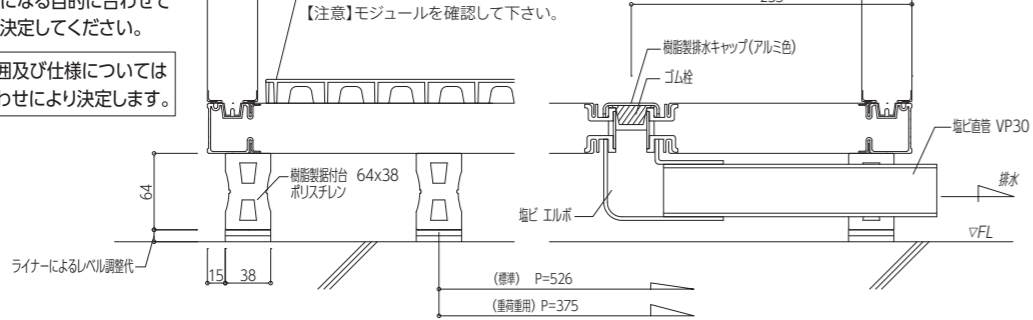 になる目的に合わせて
決定してください。
囲及び仕様については
わせにより決定します。
【注意】モジュールを確認して下さい。
樹脂製排水キャップ(アルミ色)
ゴム栓
塩ビ直管 VP30
排水
▽FL
塩ビ エルボ
樹脂製据付台 64x38
ポリスチレン
64
ライナーによるレベル調整代
15
38
(標準) P=526
(重荷重用) P=375